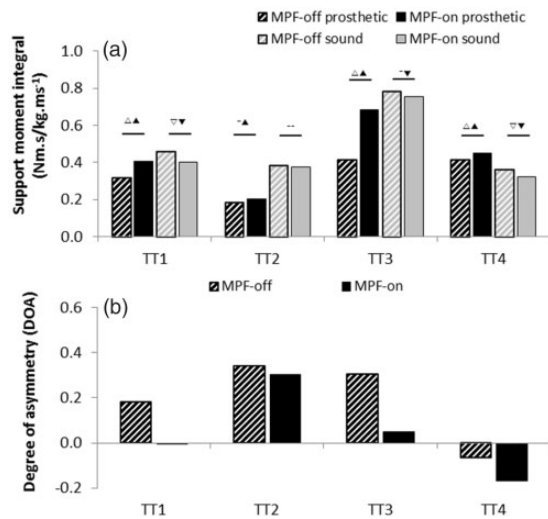 MPF-off prosthetic MPF-on prosthetic
MPF-off sound MPF-on sound
(a)
Support moment integral
(Nm.s/kg.ms⁻¹)
1.0
0.8
0.6
0.4
0.2
0.0
△▲ ▽▼ -▲ -- △▲ -▼ △▲ ▽▼
TT1 TT2 TT3 TT4
MPF-off MPF-on
(b)
Degree of asymmetry (DOA)
0.6
0.4
0.2
0.0
-0.2
TT1 TT2 TT3 TT4